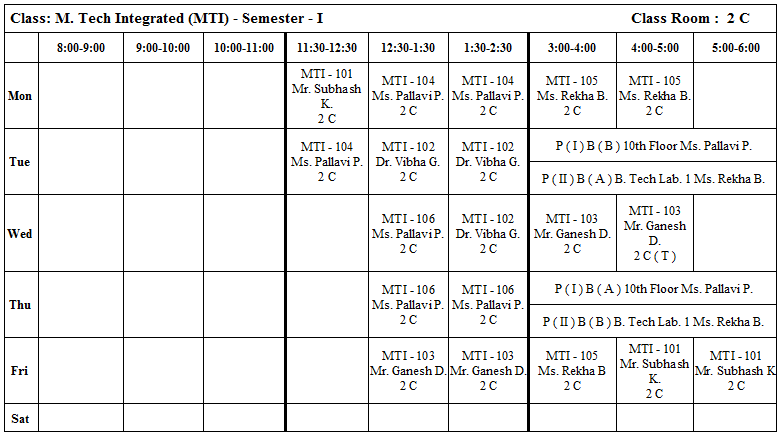 Class: M. Tech Integrated (MTI) - Semester - I Class Room : 2 C
8:00-9:00 9:00-10:00 10:00-11:00 11:30-12:30 12:30-1:30 1:30-2:30 3:00-4:00 4:00-5:00 5:00-6:00
Mon
MTI - 101
Mr. Subhash
K.
2 C
MTI - 104
Ms. Pallavi P.
2 C
MTI - 104
Ms. Pallavi P.
2 C
MTI - 105
Ms. Rekha B.
2 C
MTI - 105
Ms. Rekha B.
2 C
Tue
MTI - 104
Ms. Pallavi P.
2 C
MTI - 102
Dr. Vibha G.
2 C
MTI - 102
Dr. Vibha G.
2 C
P ( I ) B ( B ) 10th Floor Ms. Pallavi P.
P ( II ) B ( A ) B. Tech Lab. 1 Ms. Rekha B.
Wed
MTI - 106
Ms. Pallavi P.
2 C
MTI - 102
Dr. Vibha G.
2 C
MTI - 103
Mr. Ganesh D.
2 C
MTI - 103
Mr. Ganesh
D.
2 C ( T )
Thu
MTI - 106
Ms. Pallavi P.
2 C
MTI - 106
Ms. Pallavi P.
2 C
P ( I ) B ( A ) 10th Floor Ms. Pallavi P.
P ( II ) B ( B ) B. Tech Lab. 1 Ms. Rekha B.
Fri
MTI - 103
Mr. Ganesh D.
2 C
MTI - 103
Mr. Ganesh D.
2 C
MTI - 105
Ms. Rekha B
2 C
MTI - 101
Mr. Subhash
K.
2 C
MTI - 101
Mr. Subhash K
2 C
Sat